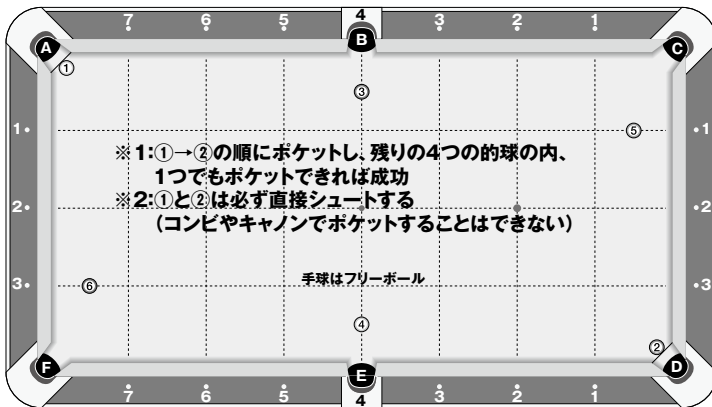 7 6 5 4 3 2 1
A B C
①
③
1 ⑤ 1
※1:①→②の順にポケットし、残りの4つの的球の内、
1つでもポケットできれば成功
※2:①と②は必ず直接シュートする
2 2
(コンビやキャノンでポケットすることはできない)
手球はフリーボール
3 ⑥ 3
④
②
F E D
7 6 5 4 3 2 1